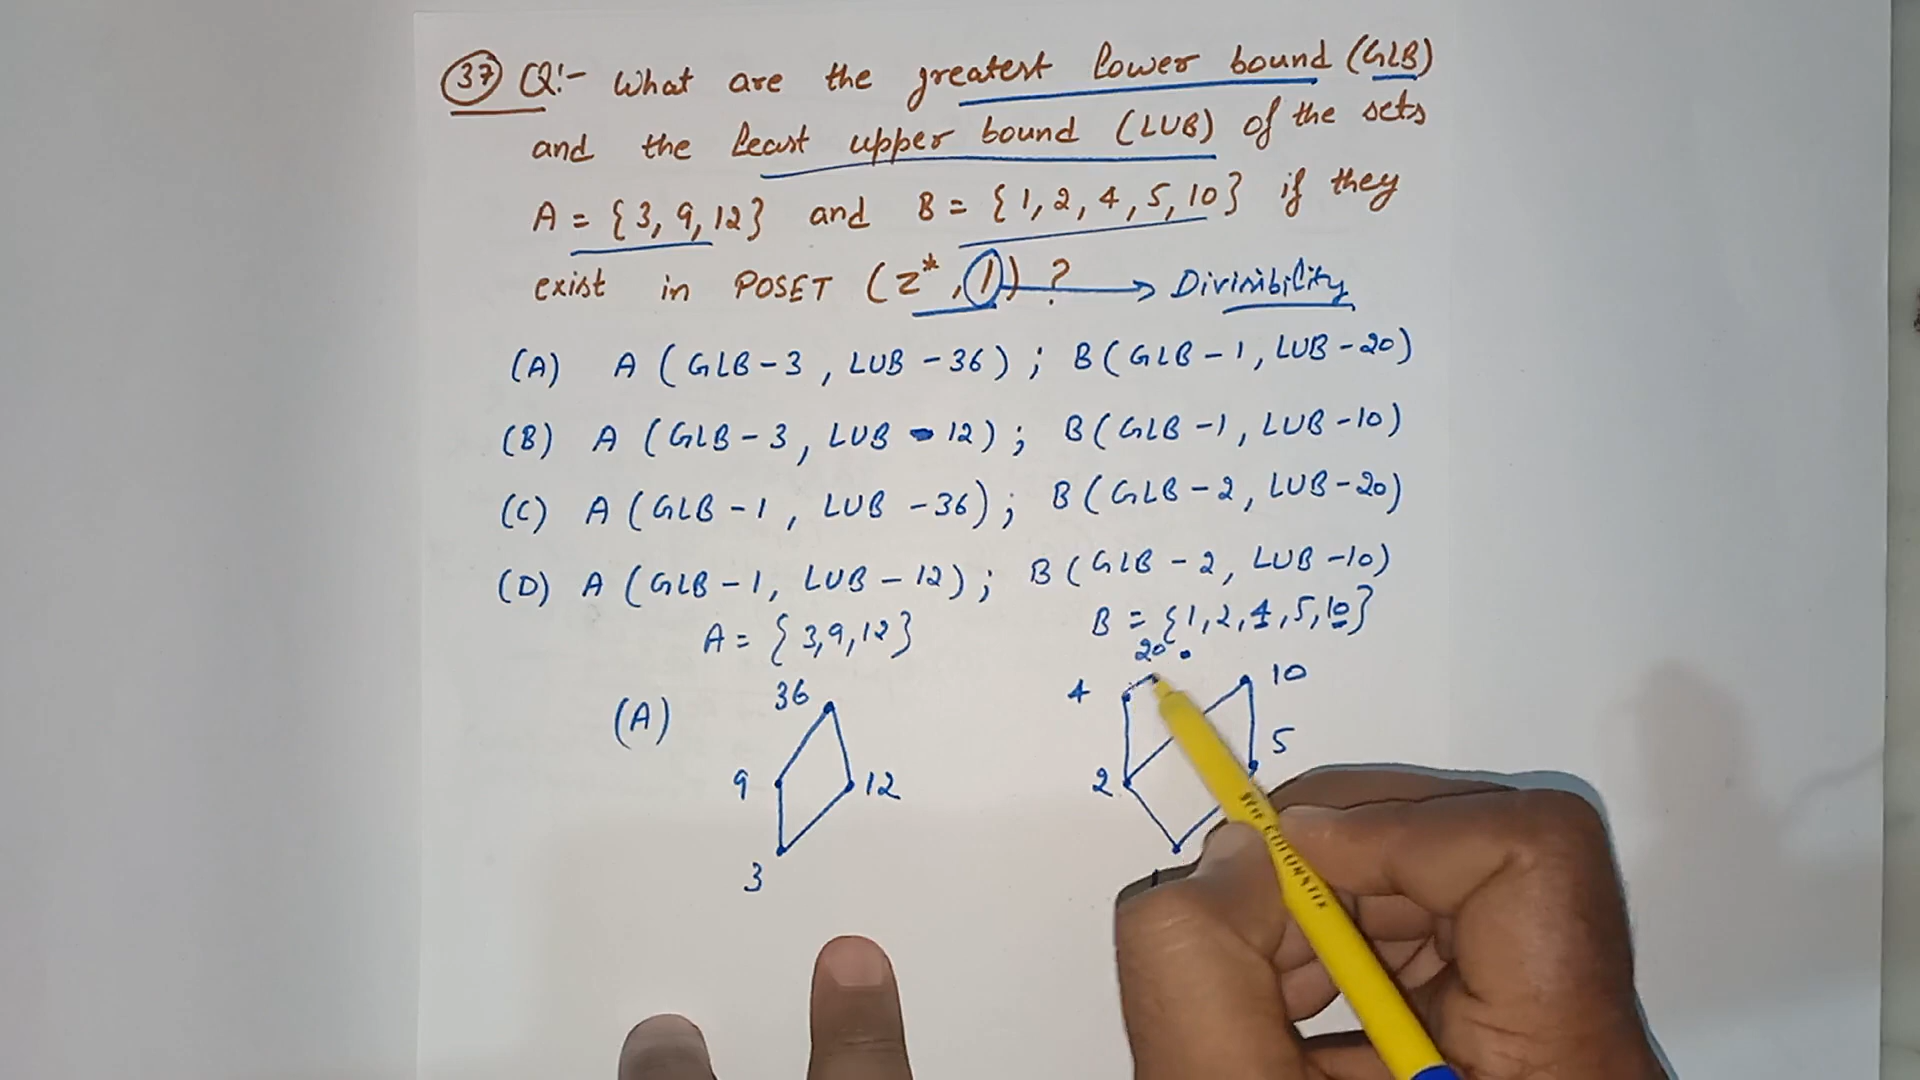 37 Q:- What are the greatest lower bound (GLB)
and the least upper bound (LUB) of the sets
A = {3, 9, 12} and B = {1, 2, 4, 5, 10} if they
exist in POSET (z*, |) ? → Divisibility
(A) A (GLB - 3, LUB - 36) ; B (GLB - 1, LUB - 20)
(B) A (GLB - 3, LUB - 12) ; B (GLB - 1, LUB - 10)
(C) A (GLB - 1, LUB - 36) ; B (GLB - 2, LUB - 20)
(D) A (GLB - 1, LUB - 12) ; B (GLB - 2, LUB - 10)
A = {3, 9, 12}
B = {1, 2, 4, 5, 10}
(A)
36
9
12
3
20
4
10
5
2